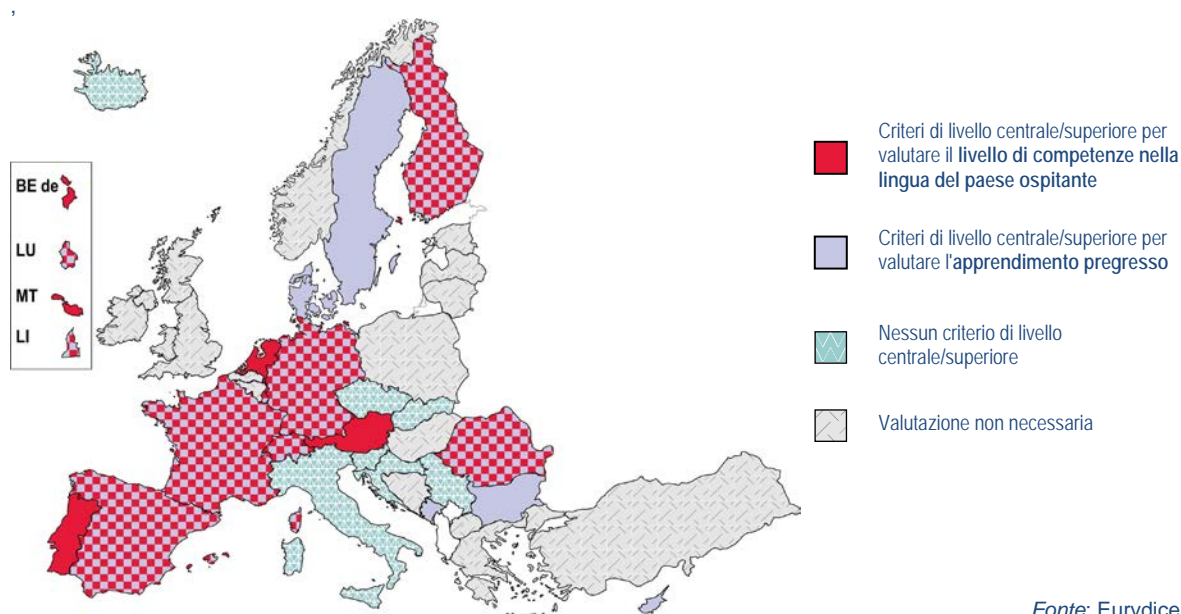 ,
BE de
LU
MT
LI
Criteri di livello centrale/superiore per
valutare il livello di competenze nella
lingua del paese ospitante
Criteri di livello centrale/superiore per
valutare l'apprendimento pregresso
Nessun criterio di livello
centrale/superiore
Valutazione non necessaria
Fonte: Eurydice